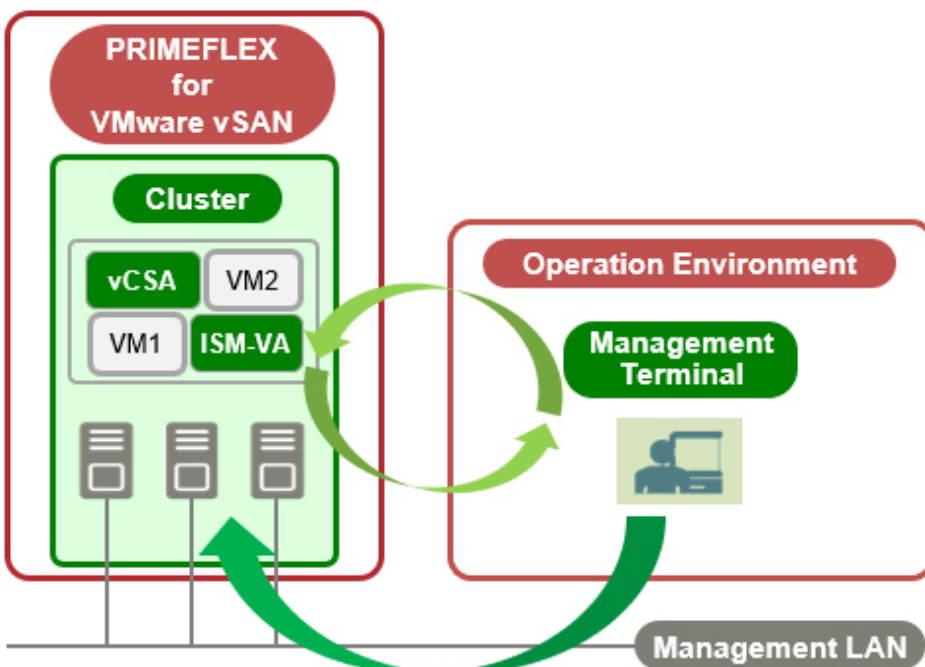 PRIMEFLEX
for
VMware vSAN
Cluster
vCSA
VM2
VM1
ISM-VA
Operation Environment
Management
Terminal
Management LAN